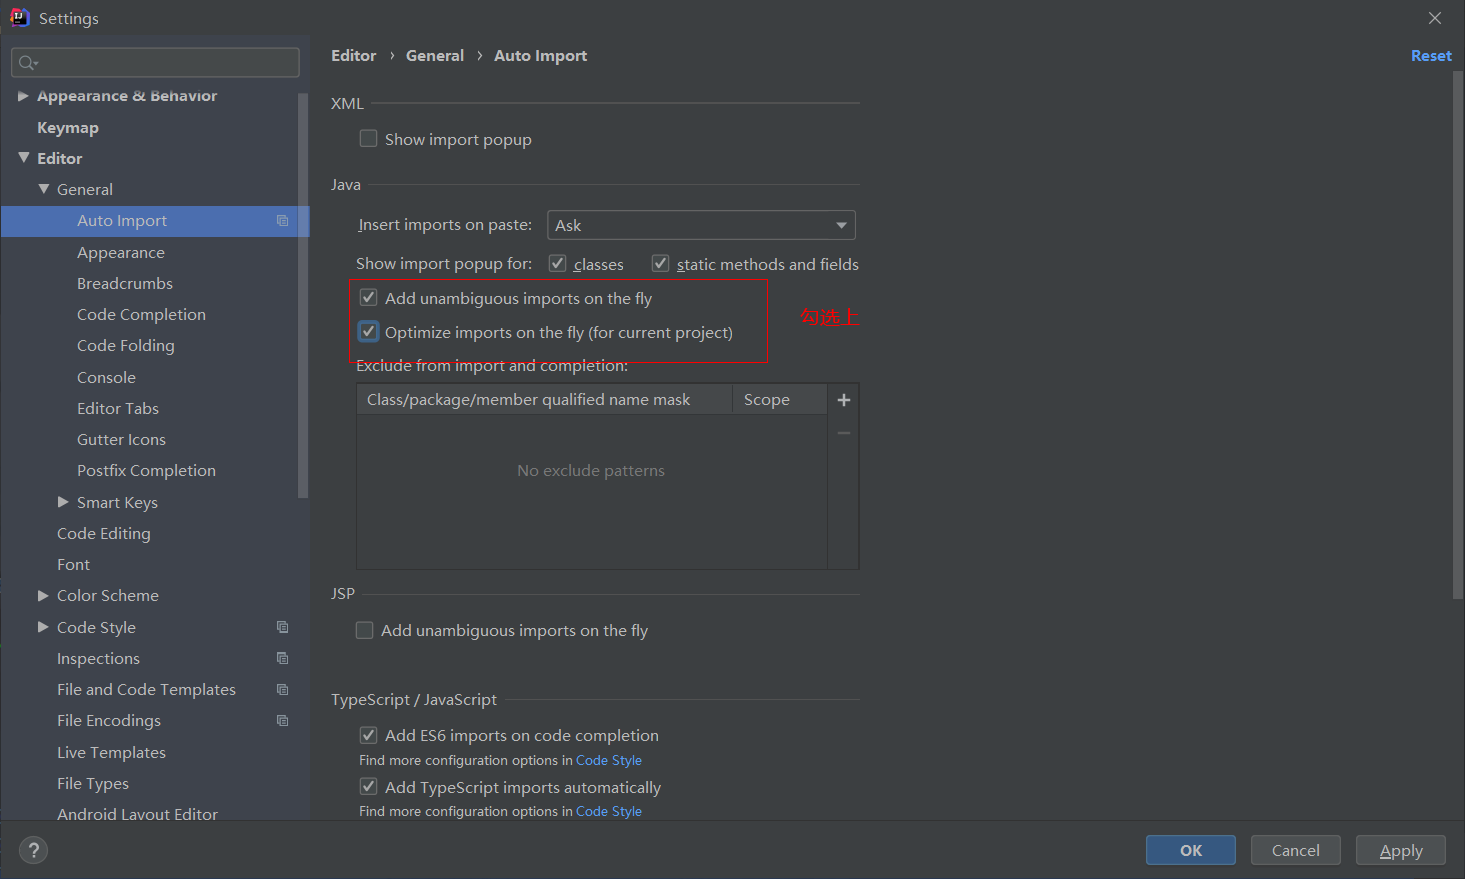 Settings
Appearance & Behavior
Keymap
Editor
General
Auto Import
Appearance
Breadcrumbs
Code Completion
Code Folding
Console
Editor Tabs
Gutter Icons
Postfix Completion
Smart Keys
Code Editing
Font
Color Scheme
Code Style
Inspections
File and Code Templates
File Encodings
Live Templates
File Types
Android Layout Editor
Editor › General › Auto Import
Reset
XML
Show import popup
Java
Insert imports on paste: Ask
Show import popup for: classes static methods and fields
Add unambiguous imports on the fly
勾选上
Optimize imports on the fly (for current project)
Exclude from import and completion:
Class/package/member qualified name mask Scope
No exclude patterns
JSP
Add unambiguous imports on the fly
TypeScript / JavaScript
Add ES6 imports on code completion
Find more configuration options in Code Style
Add TypeScript imports automatically
Find more configuration options in Code Style
? OK Cancel Apply